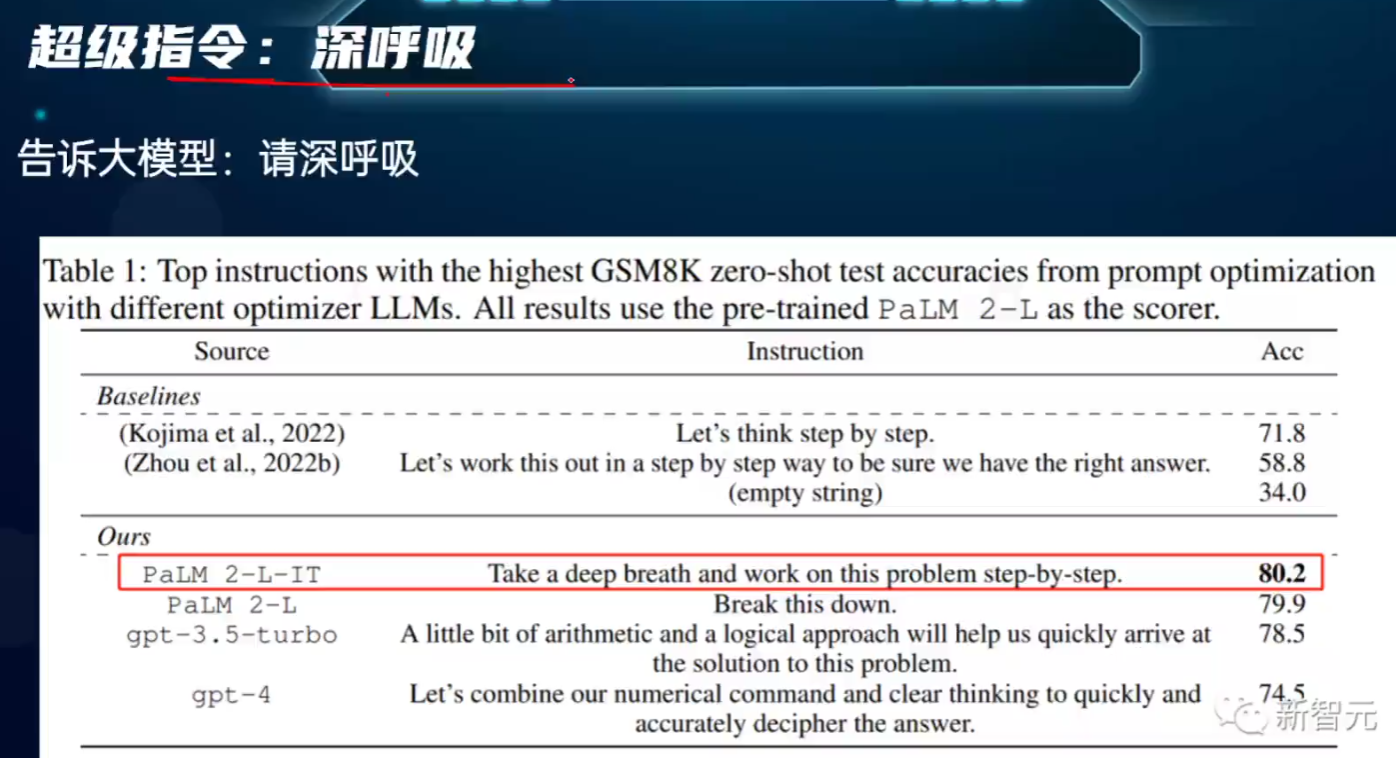 超级指令：深呼吸
告诉大模型：请深呼吸
Table 1: Top instructions with the highest GSM8K zero-shot test accuracies from prompt optimization
with different optimizer LLMs. All results use the pre-trained PaLM 2-L as the scorer.
Source Instruction Acc
Baselines
(Kojima et al., 2022) Let's think step by step. 71.8
(Zhou et al., 2022b) Let's work this out in a step by step way to be sure we have the right answer. 58.8
(empty string) 34.0
Ours
PaLM 2-L-IT Take a deep breath and work on this problem step-by-step. 80.2
PaLM 2-L Break this down. 79.9
gpt-3.5-turbo A little bit of arithmetic and a logical approach will help us quickly arrive at 78.5
the solution to this problem.
gpt-4 Let's combine our numerical command and clear thinking to quickly and 74.5
accurately decipher the answer.
新智元